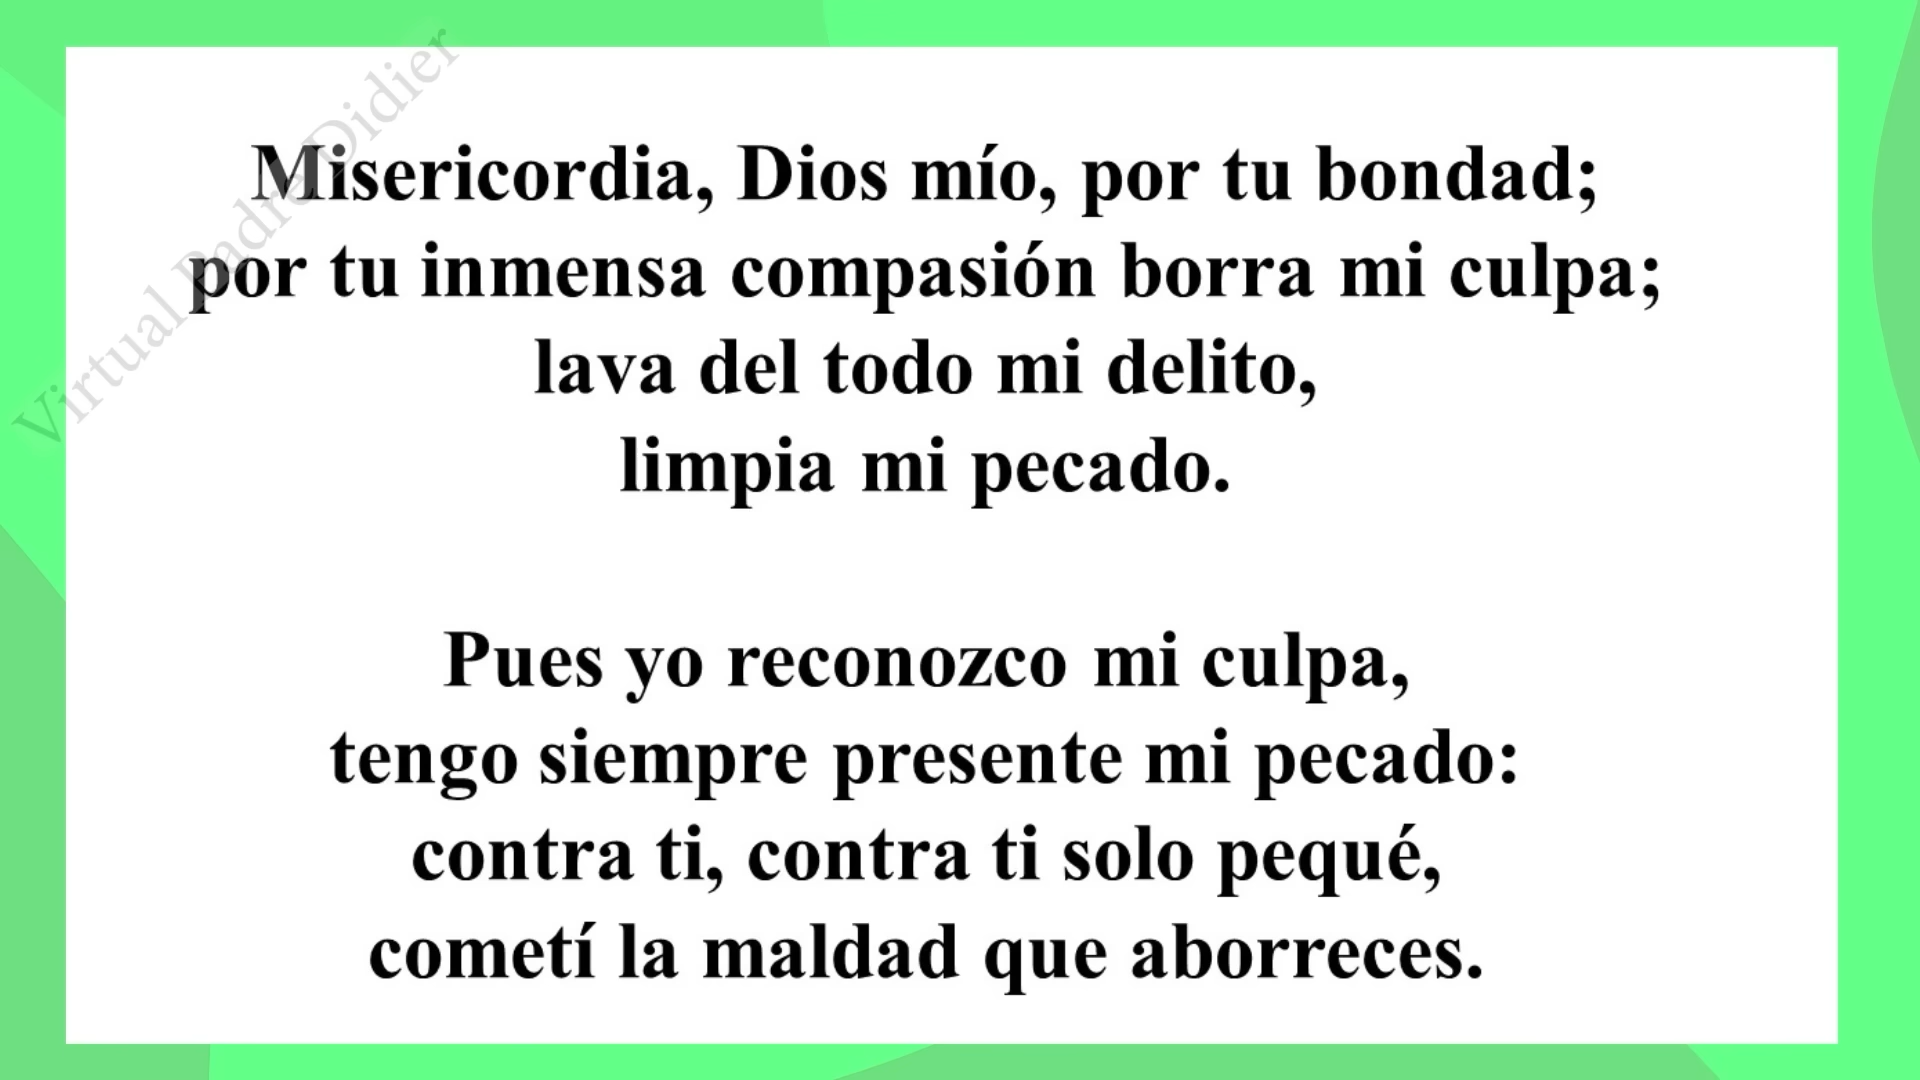 Misericordia, Dios mío, por tu bondad;
por tu inmensa compasión borra mi culpa;
lava del todo mi delito,
limpia mi pecado.
Pues yo reconozco mi culpa,
tengo siempre presente mi pecado:
contra ti, contra ti solo pequé,
cometí la maldad que aborreces.
Virtual Padre Didier